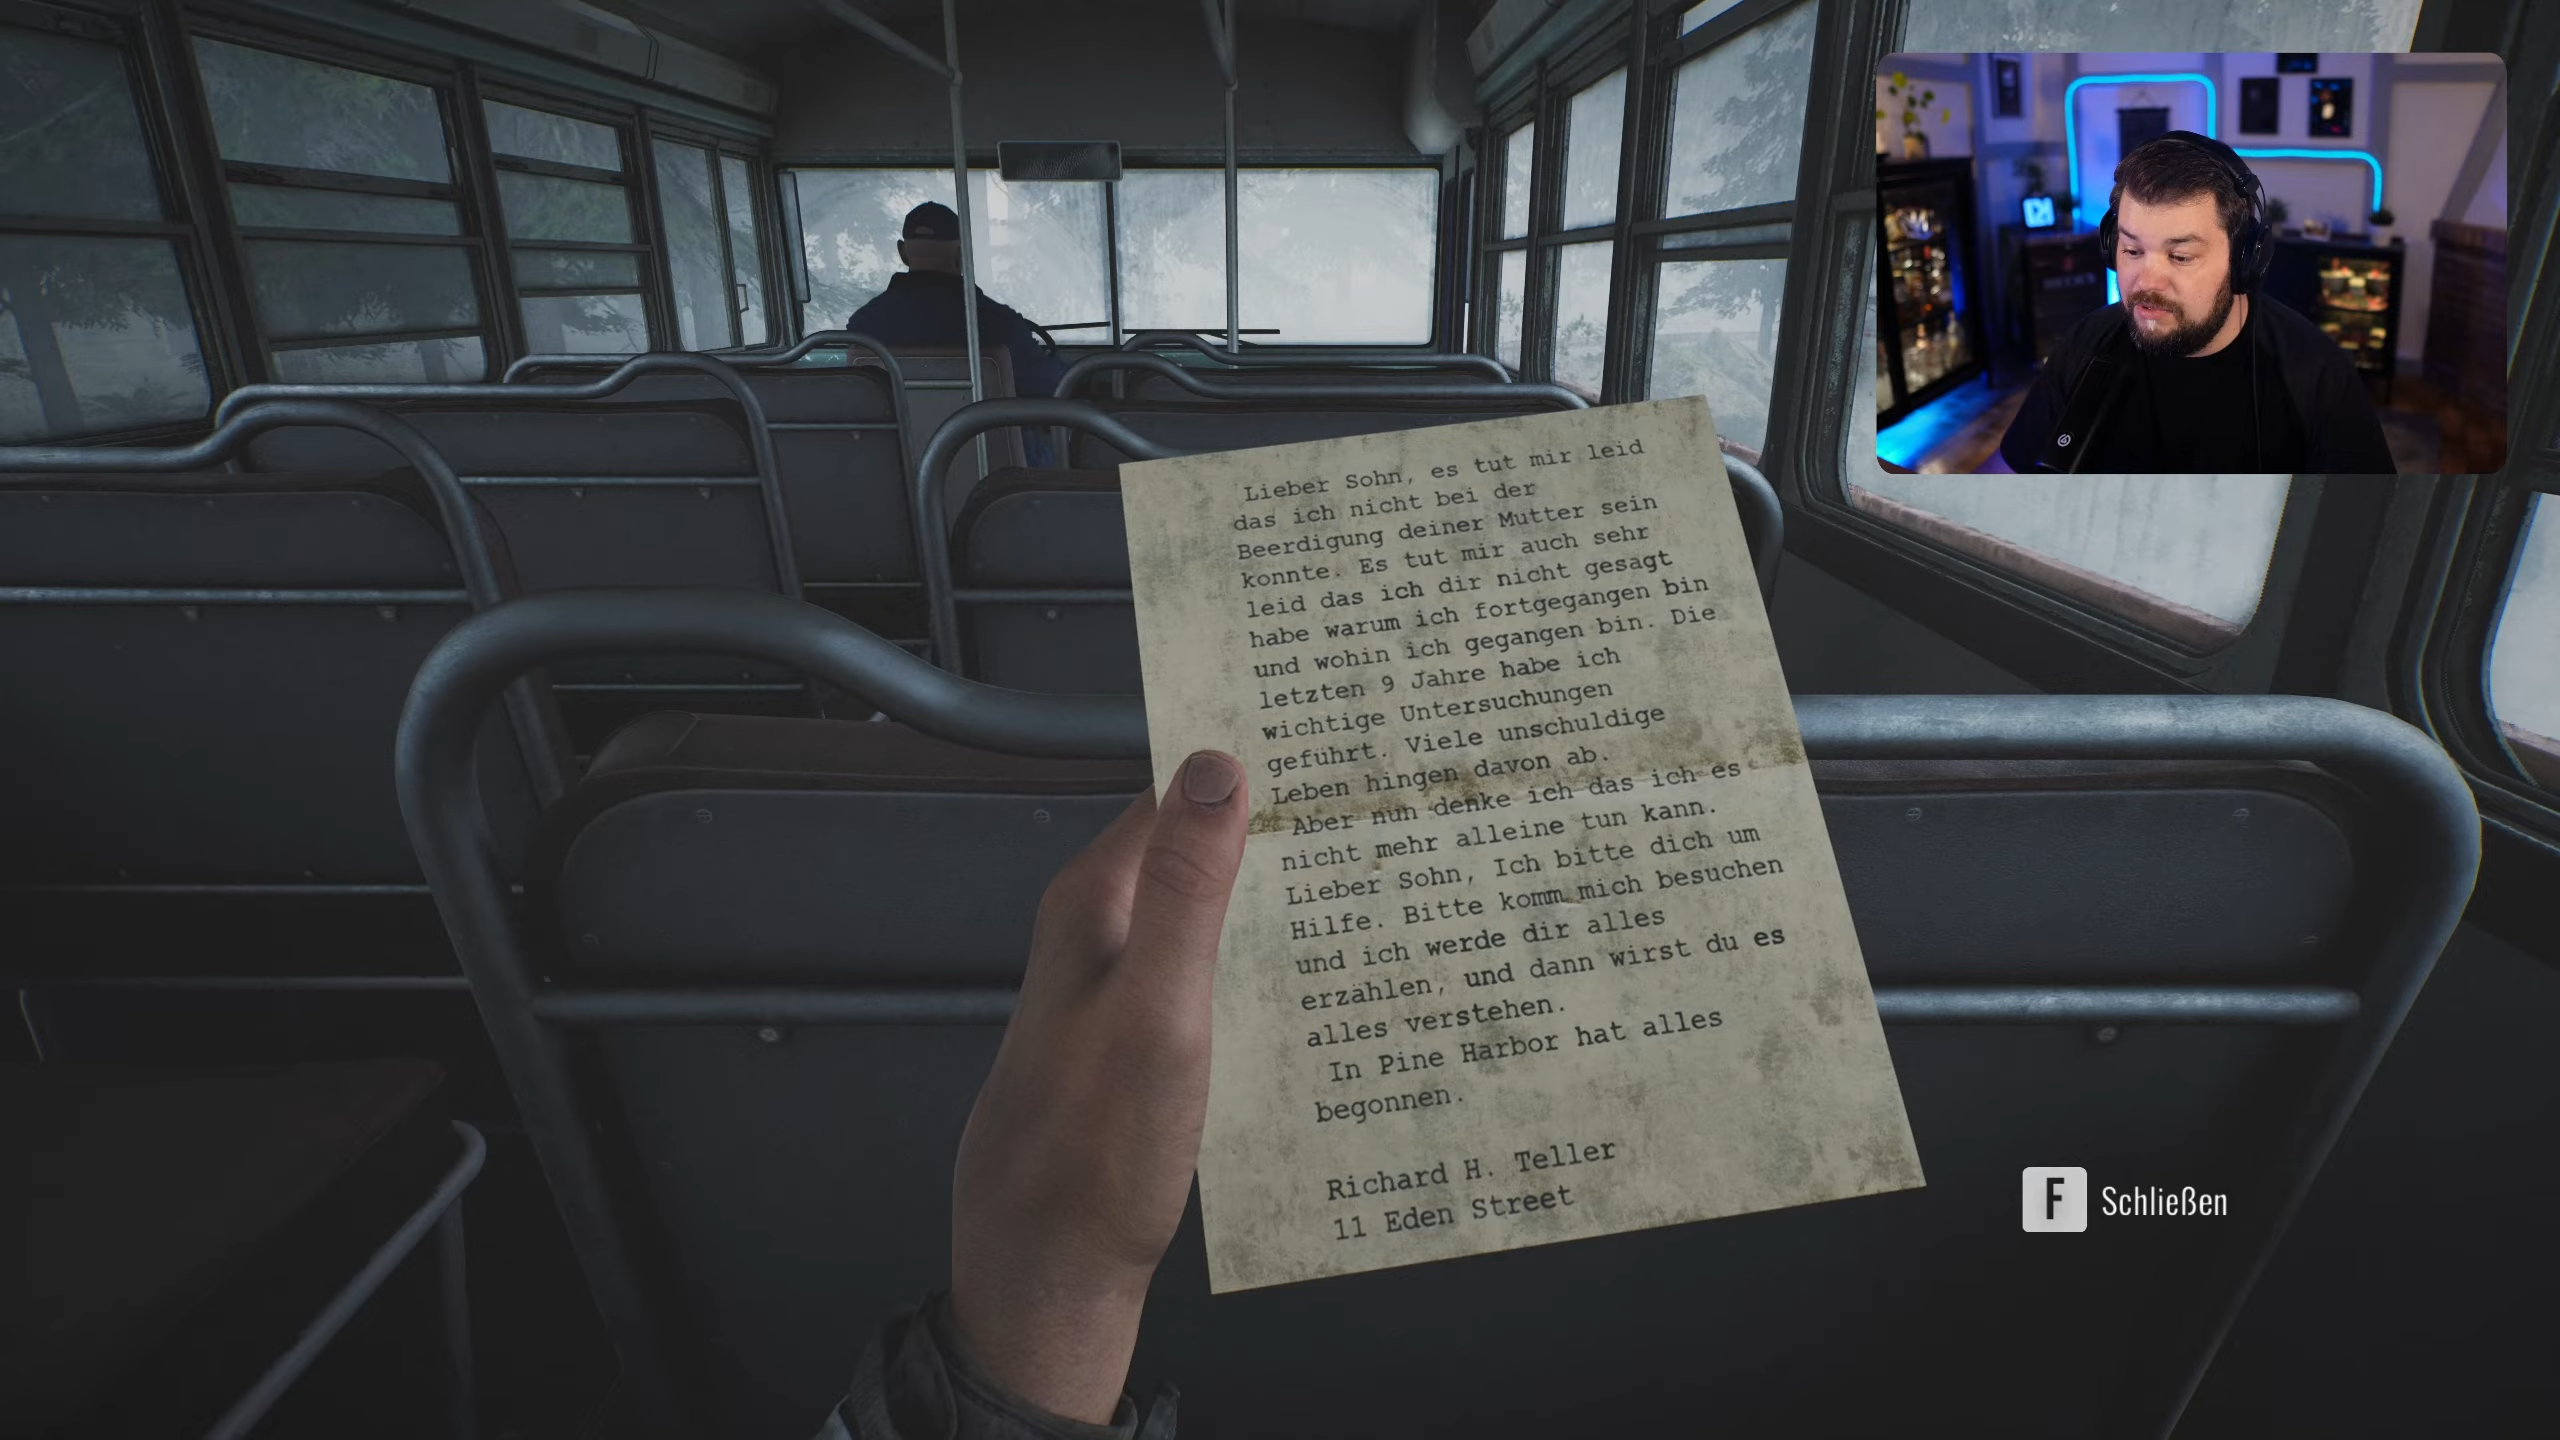 Lieber Sohn, es tut mir leid
das ich nicht bei der
Beerdigung deiner Mutter sein
konnte. Es tut mir auch sehr
leid das ich dir nicht gesagt
habe warum ich fortgegangen bin
und wohin ich gegangen bin. Die
letzten 9 Jahre habe ich
wichtige Untersuchungen
geführt. Viele unschuldige
Leben hingen davon ab.
Aber nun denke ich das ich es
nicht mehr alleine tun kann.
Lieber Sohn, Ich bitte dich um
Hilfe. Bitte komm mich besuchen
und ich werde dir alles
erzählen, und dann wirst du es
alles verstehen.
In Pine Harbor hat alles
begonnen.
Richard H. Teller
11 Eden Street
F Schließen